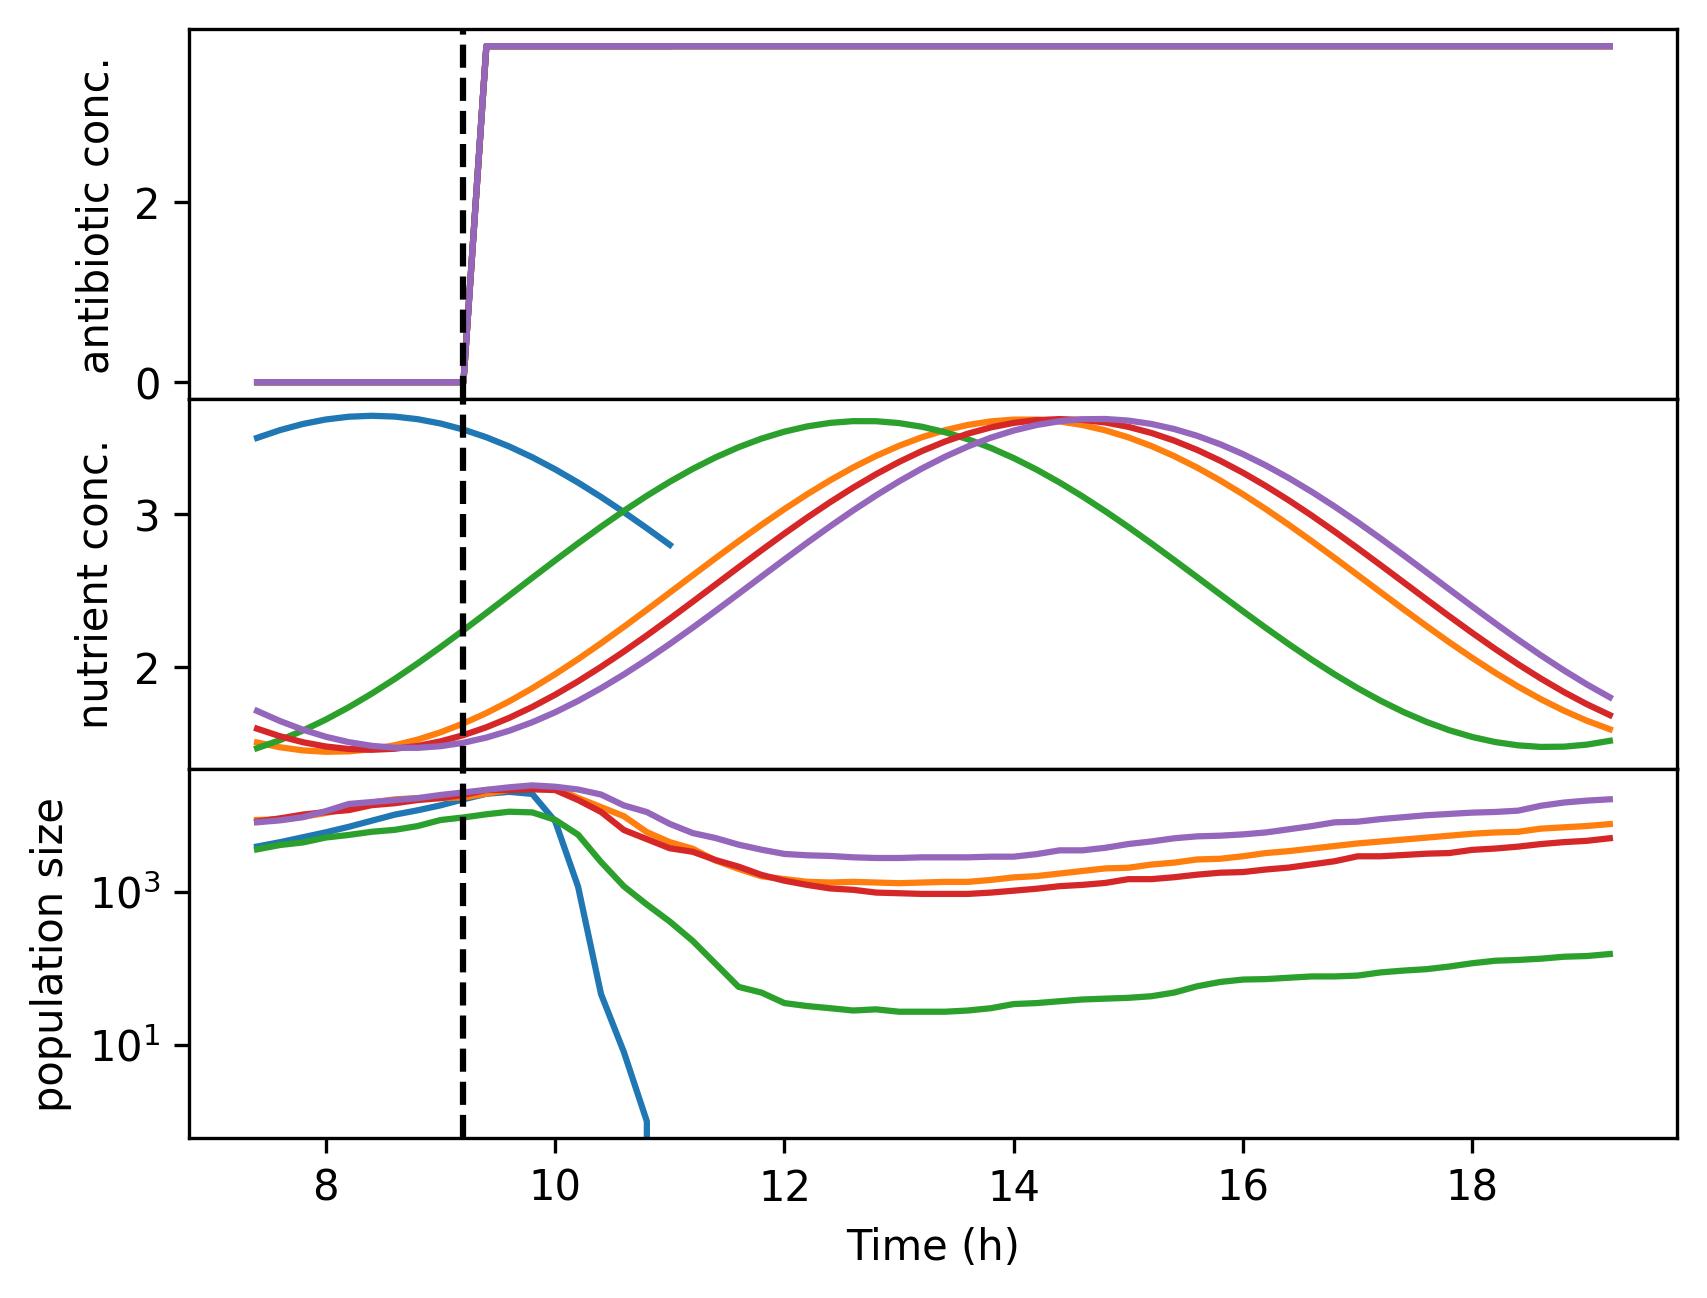 antibiotic conc.
2
0
nutrient conc.
3
2
population size
10³
10¹
8 10 12 14 16 18
Time (h)